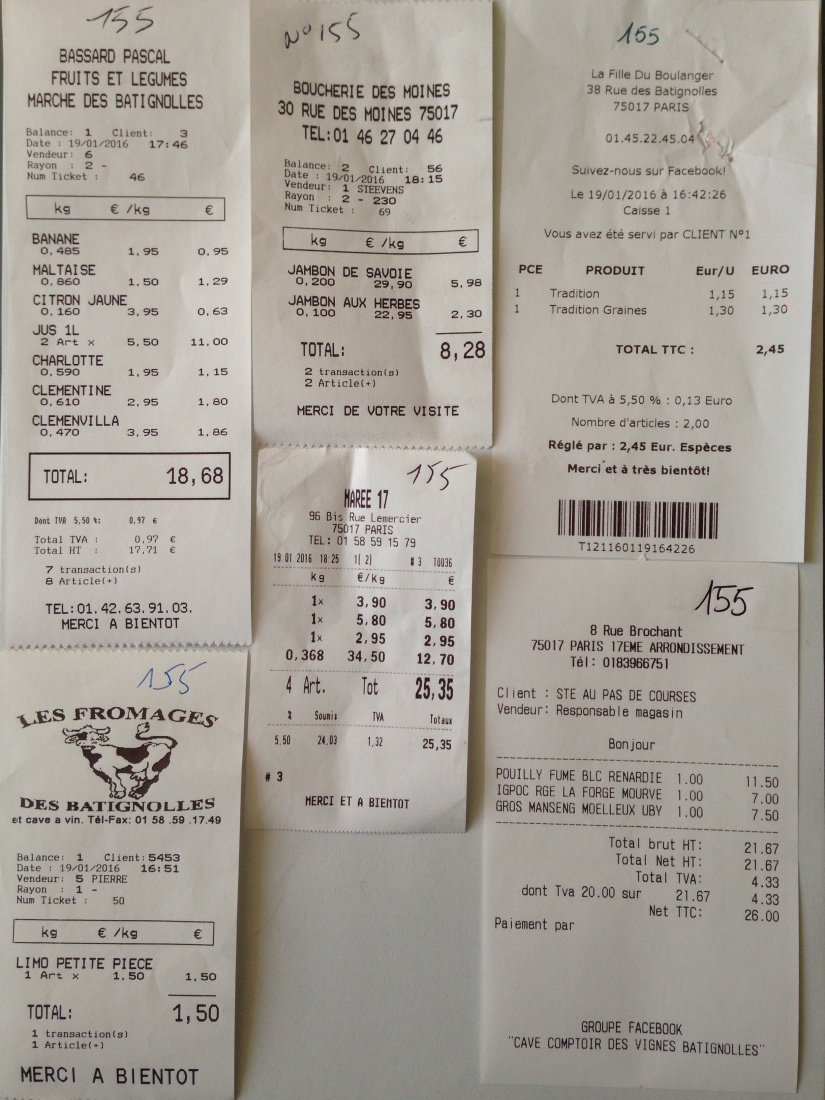 155
BASSARD PASCAL
FRUITS ET LEGUMES
MARCHE DES BATIGNOLLES
Balance: 1 Client: 3
Date : 19/01/2016 17:46
Vendeur: 6
Rayon : 2 -
Num Ticket : 46
kg € /kg €
BANANE
0,485 1,95 0,95
MALTAISE
0,860 1,50 1,29
CITRON JAUNE
0,160 3,95 0,63
JUS 1L
2 Art x 5,50 11,00
CHARLOTTE
0,590 1,95 1,15
CLEMENTINE
0,610 2,95 1,80
CLEMENVILLA
0,470 3,95 1,86
TOTAL: 18,68
Dont TVA 5,50 %: 0,97 €
Total TVA : 0,97 €
Total HT : 17,71 €
7 transaction(s)
8 Article(+)
TEL:01.42.63.91.03.
MERCI A BIENTOT
N° 155
BOUCHERIE DES MOINES
30 RUE DES MOINES 75017
TEL:01 46 27 04 46
Balance: 2 Client: 56
Date : 19/01/2016 18:15
Vendeur: 1 STEEVENS
Rayon : 2 - 230
Num Ticket : 69
kg € /kg €
JAMBON DE SAVOIE
0,200 29,90 5,98
JAMBON AUX HERBES
0,100 22,95 2,30
TOTAL: 8,28
2 transaction(s)
2 Article(+)
MERCI DE VOTRE VISITE
155
La Fille Du Boulanger
38 Rue des Batignolles
75017 PARIS
01.45.22.45.04
Suivez-nous sur Facebook!
Le 19/01/2016 à 16:42:26
Caisse 1
Vous avez été servi par CLIENT N°1
PCE PRODUIT Eur/U EURO
1 Tradition 1,15 1,15
1 Tradition Graines 1,30 1,30
TOTAL TTC : 2,45
Dont TVA à 5,50 % : 0,13 Euro
Nombre d'articles : 2,00
Réglé par : 2,45 Eur. Espèces
Merci et à très bientôt!
T121160119164226
155
MAREE 17
96 Bis Rue Lemercier
75017 PARIS
TEL: 01 58 59 15 79
19 01 2016 18:25 1( 2) # 3 T0036
Kg €/kg €
1x 3,90 3,90
1x 5,80 5,80
1x 2,95 2,95
0,368 34,50 12,70
4 Art. Tot 25,35
% Soumis TVA Totaux
5,50 24,03 1,32 25,35
# 3
MERCI ET A BIENTOT
155
LES FROMAGES
DES BATIGNOLLES
et cave a vin. Tél-Fax: 01 58 .59 .17.49
Balance: 1 Client:5453
Date : 19/01/2016 16:51
Vendeur: 5 PIERRE
Rayon : 1 -
Num Ticket : 50
kg € /kg €
LIMO PETITE PIECE
1 Art x 1,50 1,50
TOTAL: 1,50
1 transaction(s)
1 Article(+)
MERCI A BIENTOT
155
8 Rue Brochant
75017 PARIS 17EME ARRONDISSEMENT
Tél: 0183966751
Client : STE AU PAS DE COURSES
Vendeur: Responsable magasin
Bonjour
POUILLY FUME BLC RENARDIE 1.00 11.50
IGPOC RGE LA FORGE MOURVE 1.00 7.00
GROS MANSENG MOELLEUX UBY 1.00 7.50
Total brut HT: 21.67
Total Net HT: 21.67
Total TVA: 4.33
dont Tva 20.00 sur 21.67 4.33
Net TTC: 26.00
Paiement par
GROUPE FACEBOOK
"CAVE COMPTOIR DES VIGNES BATIGNOLLES"